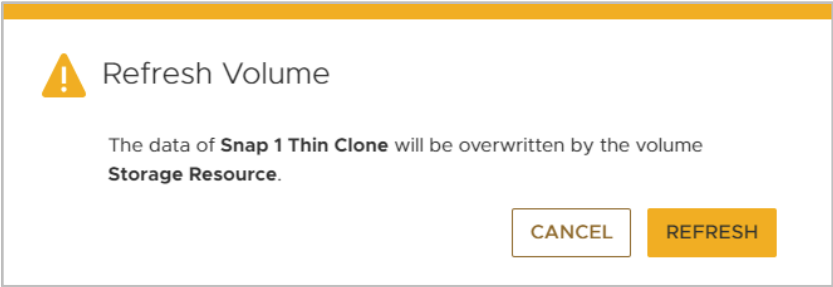 Refresh Volume
The data of Snap 1 Thin Clone will be overwritten by the volume
Storage Resource.
CANCEL REFRESH